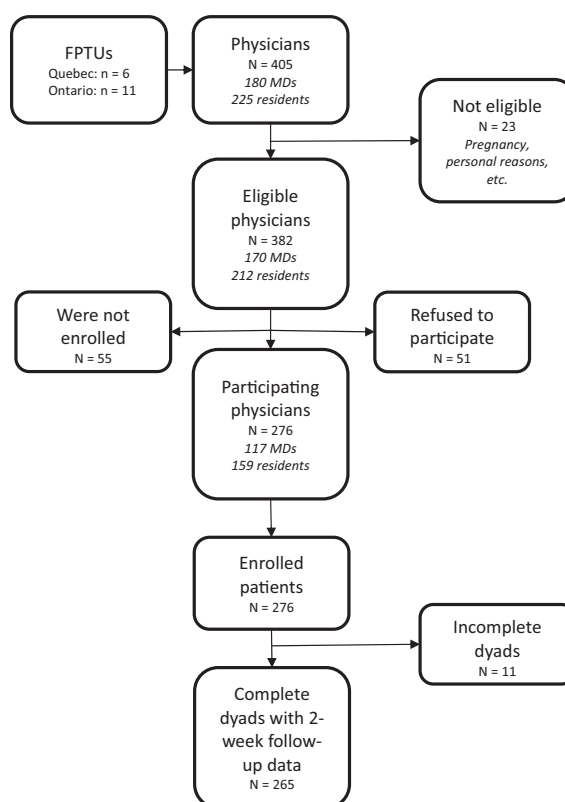 FPTUs
Quebec: n = 6
Ontario: n = 11
Physicians
N = 405
180 MDs
225 residents
Not eligible
N = 23
Pregnancy,
personal reasons,
etc.
Eligible
physicians
N = 382
170 MDs
212 residents
Were not
enrolled
N = 55
Refused to
participate
N = 51
Participating
physicians
N = 276
117 MDs
159 residents
Enrolled
patients
N = 276
Incomplete
dyads
N = 11
Complete
dyads with 2-
week follow-
up data
N = 265